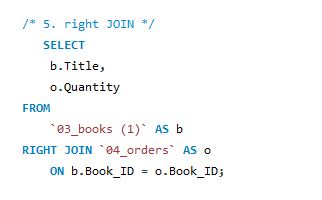 /* 5. right JOIN */
SELECT
b.Title,
o.Quantity
FROM
`03_books (1)` AS b
RIGHT JOIN `04_orders` AS o
ON b.Book_ID = o.Book_ID;